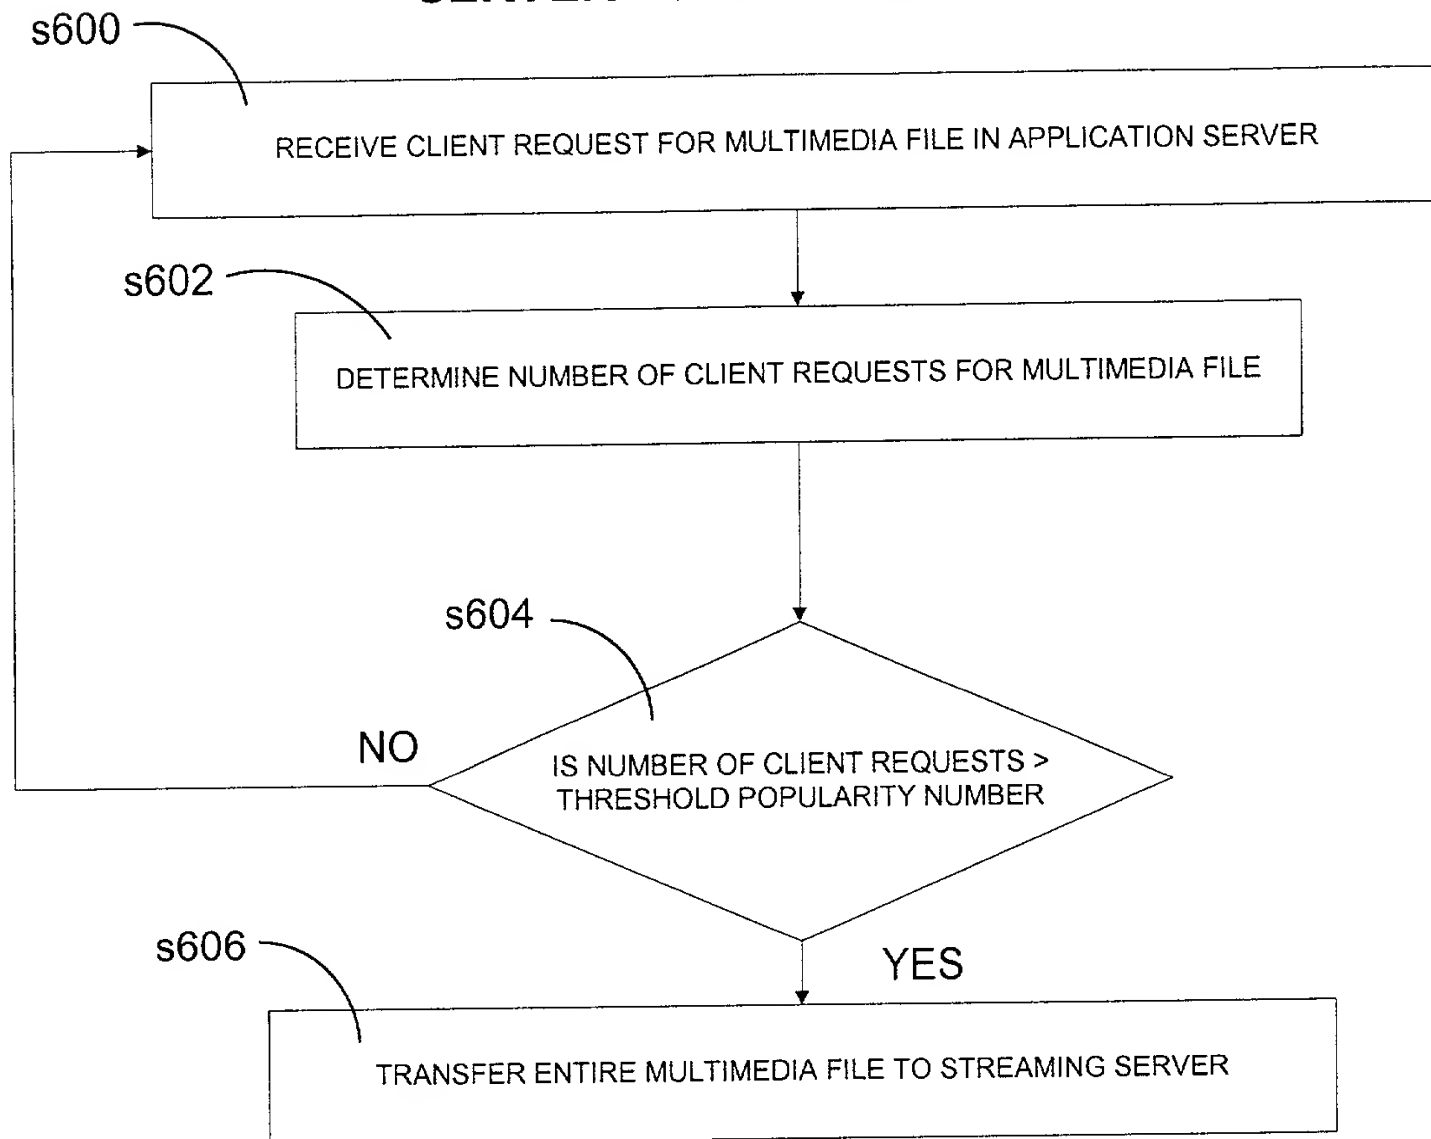 s600
RECEIVE CLIENT REQUEST FOR MULTIMEDIA FILE IN APPLICATION SERVER
s602
DETERMINE NUMBER OF CLIENT REQUESTS FOR MULTIMEDIA FILE
s604
NO
IS NUMBER OF CLIENT REQUESTS >
THRESHOLD POPULARITY NUMBER
s606
YES
TRANSFER ENTIRE MULTIMEDIA FILE TO STREAMING SERVER